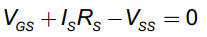 V_GS + I_S R_S − V_SS = 0